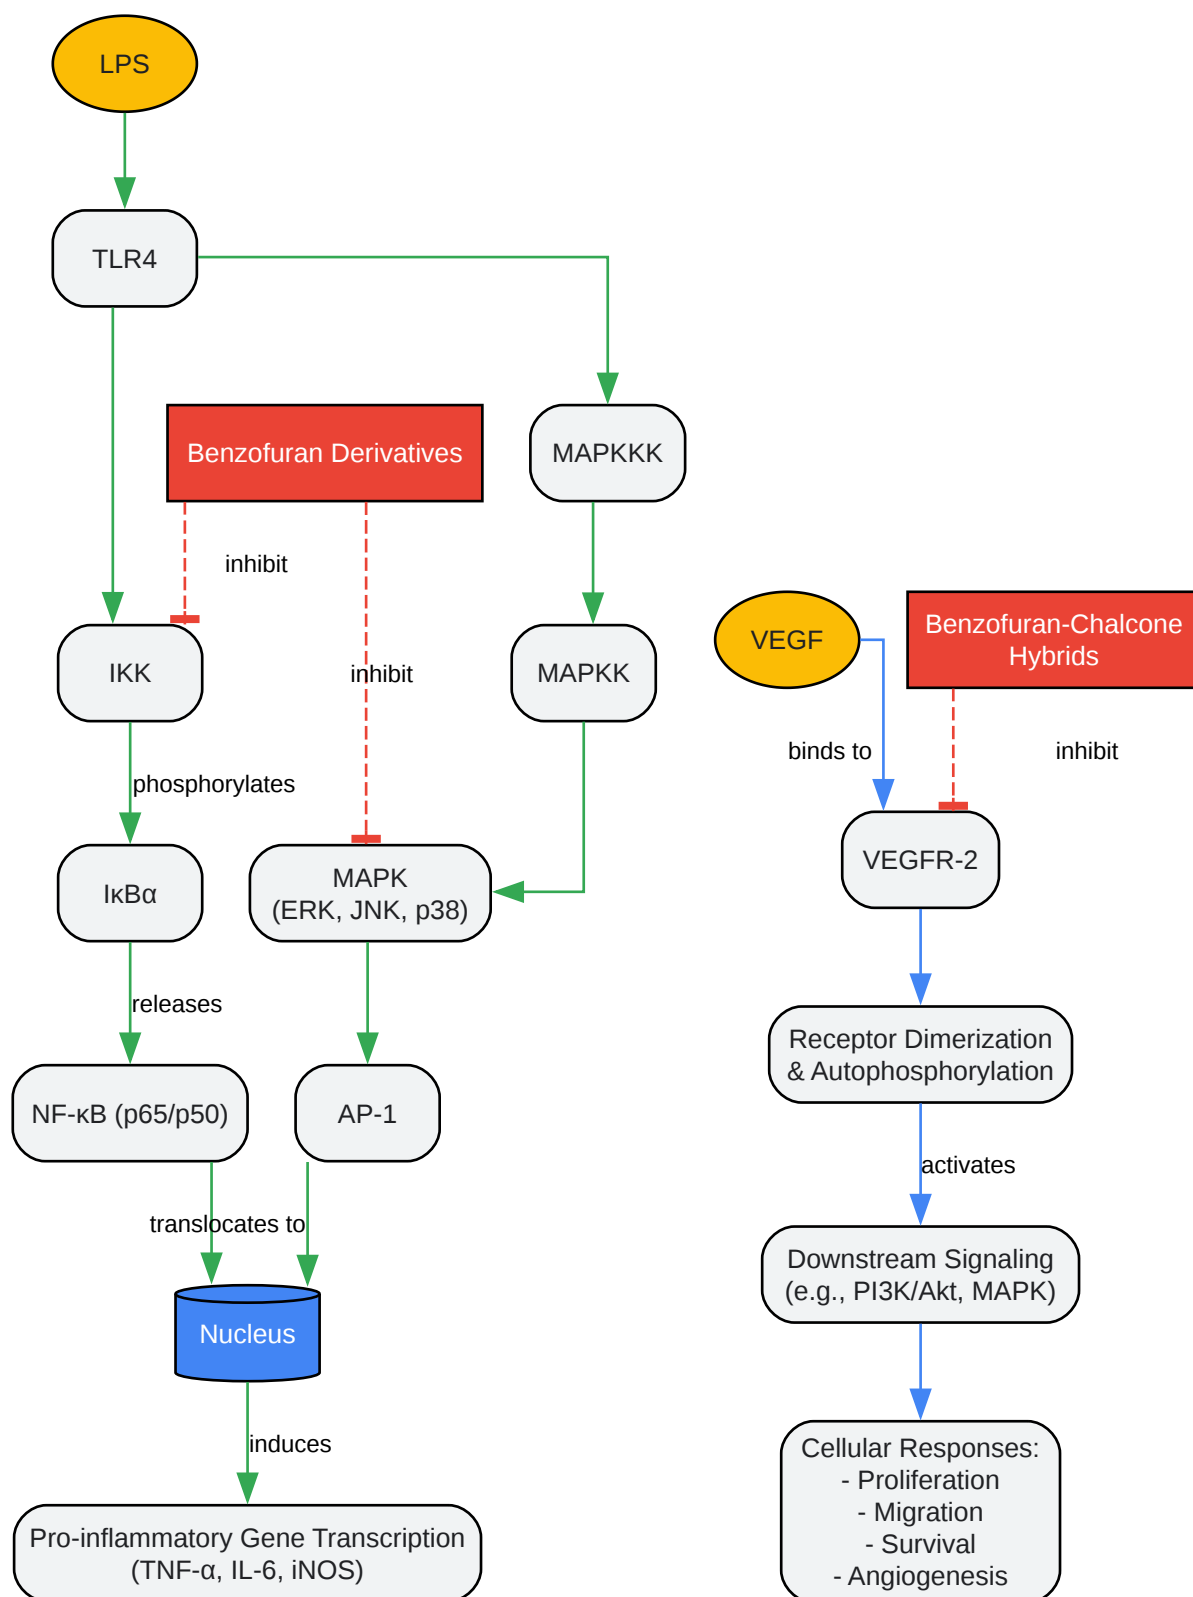 LPS
TLR4
Benzofuran Derivatives
MAPKKK
inhibit
inhibit
IKK
MAPKK
phosphorylates
IκBα
MAPK
(ERK, JNK, p38)
releases
NF-κB (p65/p50)
AP-1
translocates to
Nucleus
induces
Pro-inflammatory Gene Transcription
(TNF-α, IL-6, iNOS)
VEGF
Benzofuran-Chalcone
Hybrids
binds to
inhibit
VEGFR-2
Receptor Dimerization
& Autophosphorylation
activates
Downstream Signaling
(e.g., PI3K/Akt, MAPK)
Cellular Responses:
- Proliferation
- Migration
- Survival
- Angiogenesis